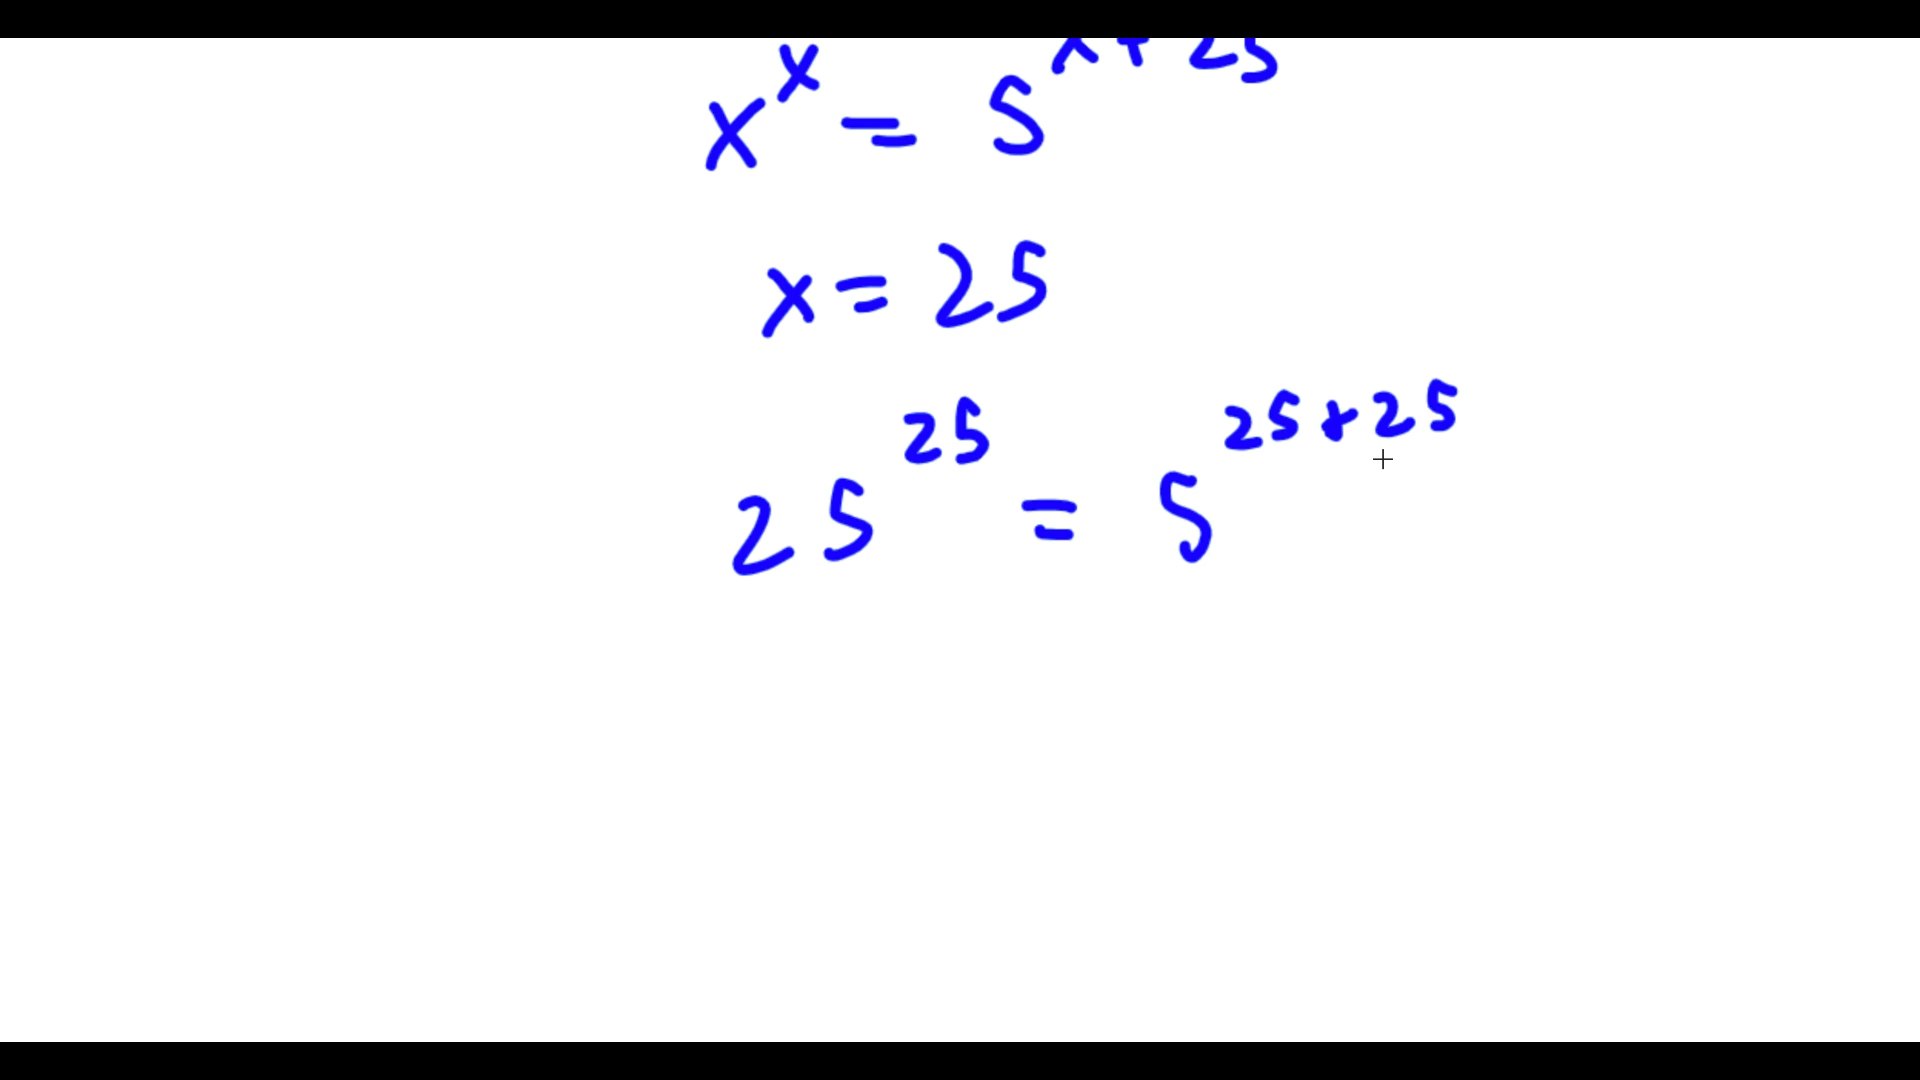 x^x = 5^{x+25}
x = 25
25^{25} = 5^{25+25}